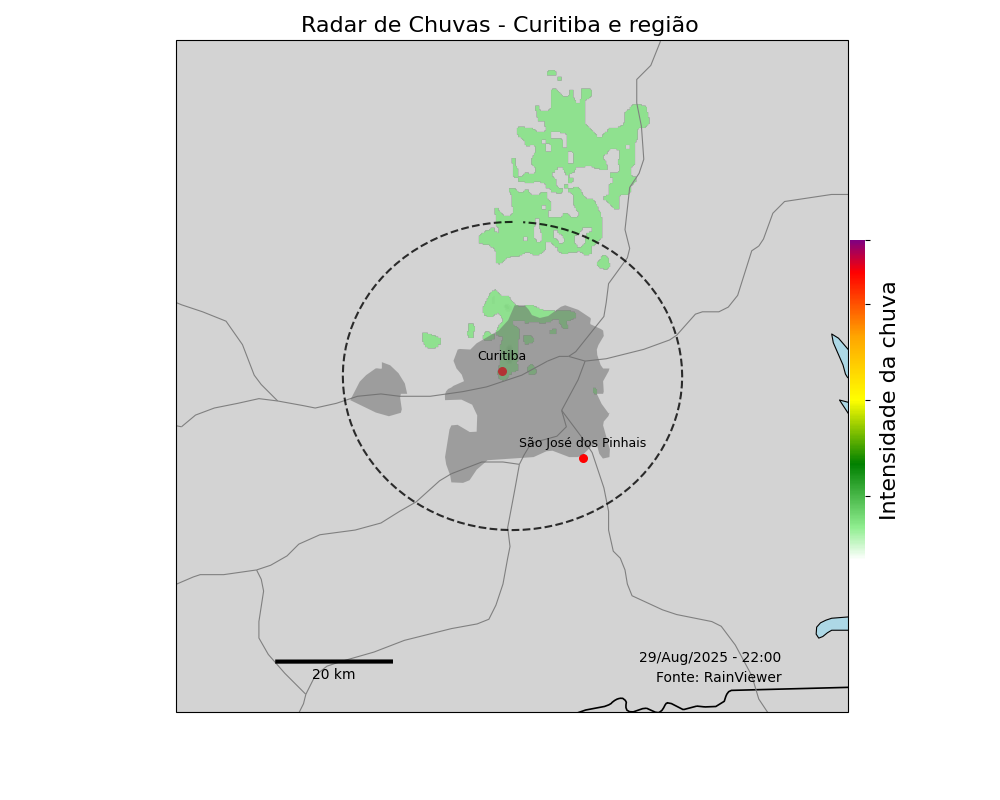 Radar de Chuvas - Curitiba e região
Curitiba
São José dos Pinhais
Intensidade da chuva
29/Aug/2025 - 22:00
Fonte: RainViewer
20 km